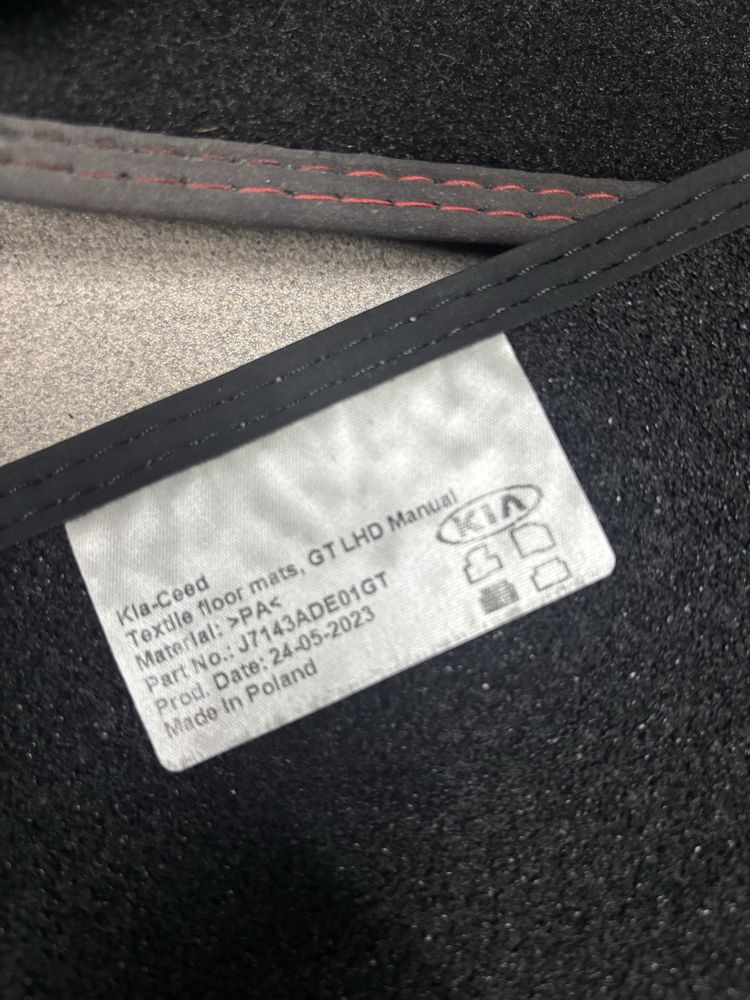 KIA
Kia-Ceed
Textile floor mats, GT LHD Manual
Material: >PA<
Part No.: J7143ADE01GT
Prod. Date: 24-05-2023
Made in Poland